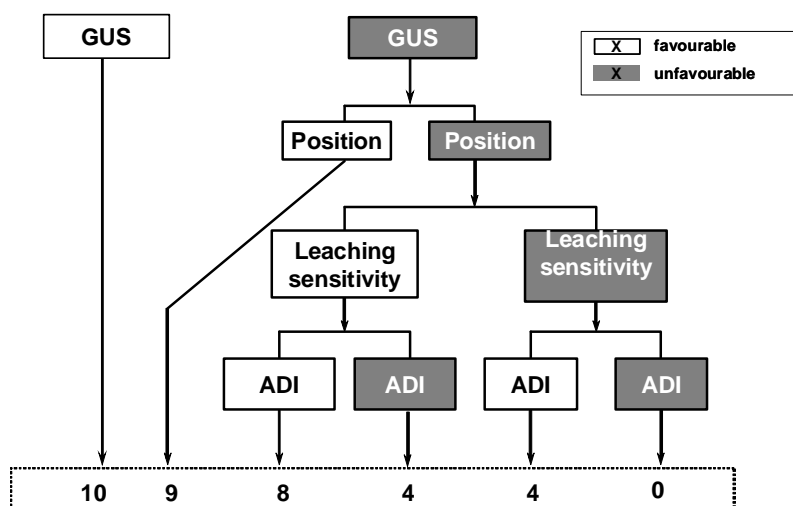 GUS
GUS
X favourable
X unfavourable
Position
Position
Leaching
sensitivity
Leaching
sensitivity
ADI
ADI
ADI
ADI
10 9 8 4 4 0